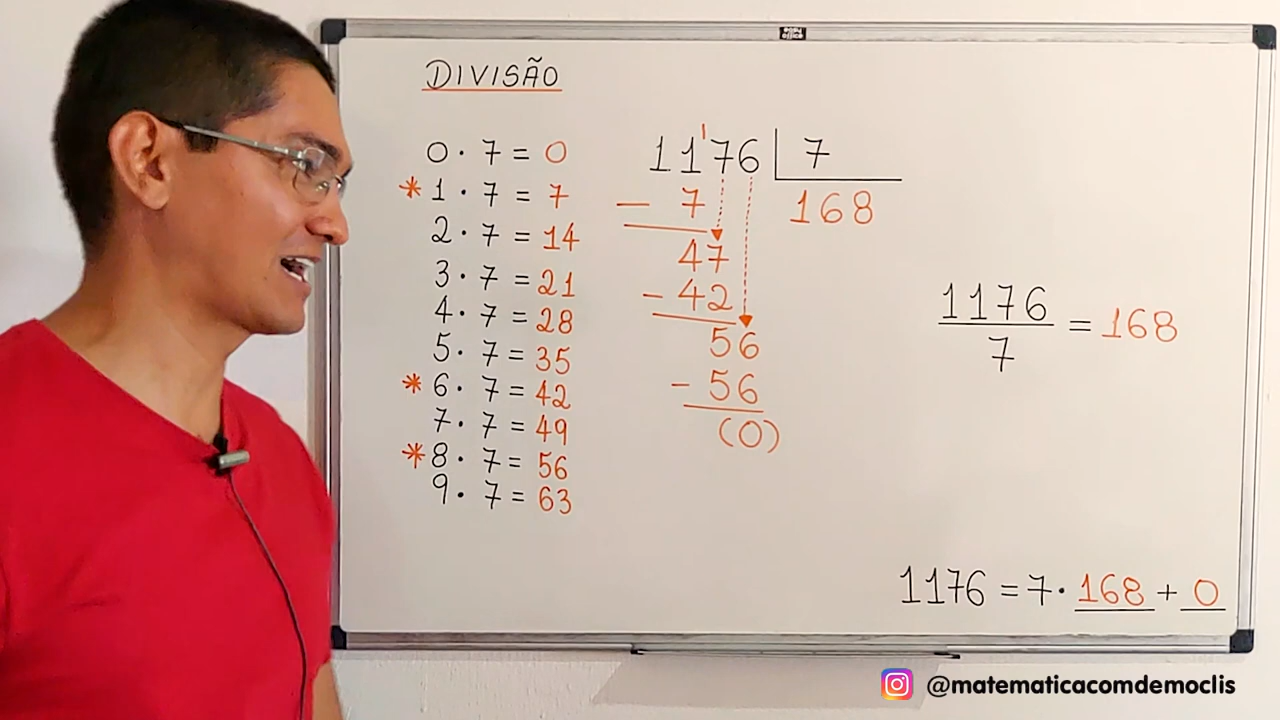 DIVISÃO
0 · 7 = 0
* 1 · 7 = 7
2 · 7 = 14
3 · 7 = 21
4 · 7 = 28
5 · 7 = 35
* 6 · 7 = 42
7 · 7 = 49
* 8 · 7 = 56
9 · 7 = 63
11'76 7
- 7 168
47
- 42
56
- 56
(0)
1176
7
= 168
1176 = 7 · 168 + 0
@matematicacomdemoclis